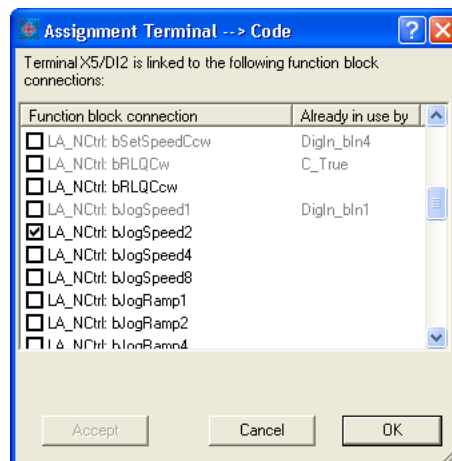 Assignment Terminal --> Code
Terminal X5/DI2 is linked to the following function block
connections:
Function block connection Already in use by
LA_NCtrl: bSetSpeedCcw DigIn_bIn4
LA_NCtrl: bRLQCw C_True
LA_NCtrl: bRLQCcw
LA_NCtrl: bJogSpeed1 DigIn_bIn1
LA_NCtrl: bJogSpeed2
LA_NCtrl: bJogSpeed4
LA_NCtrl: bJogSpeed8
LA_NCtrl: bJogRamp1
LA_NCtrl: bJogRamp2
LA_NCtrl: bJogRamp4
Accept Cancel OK